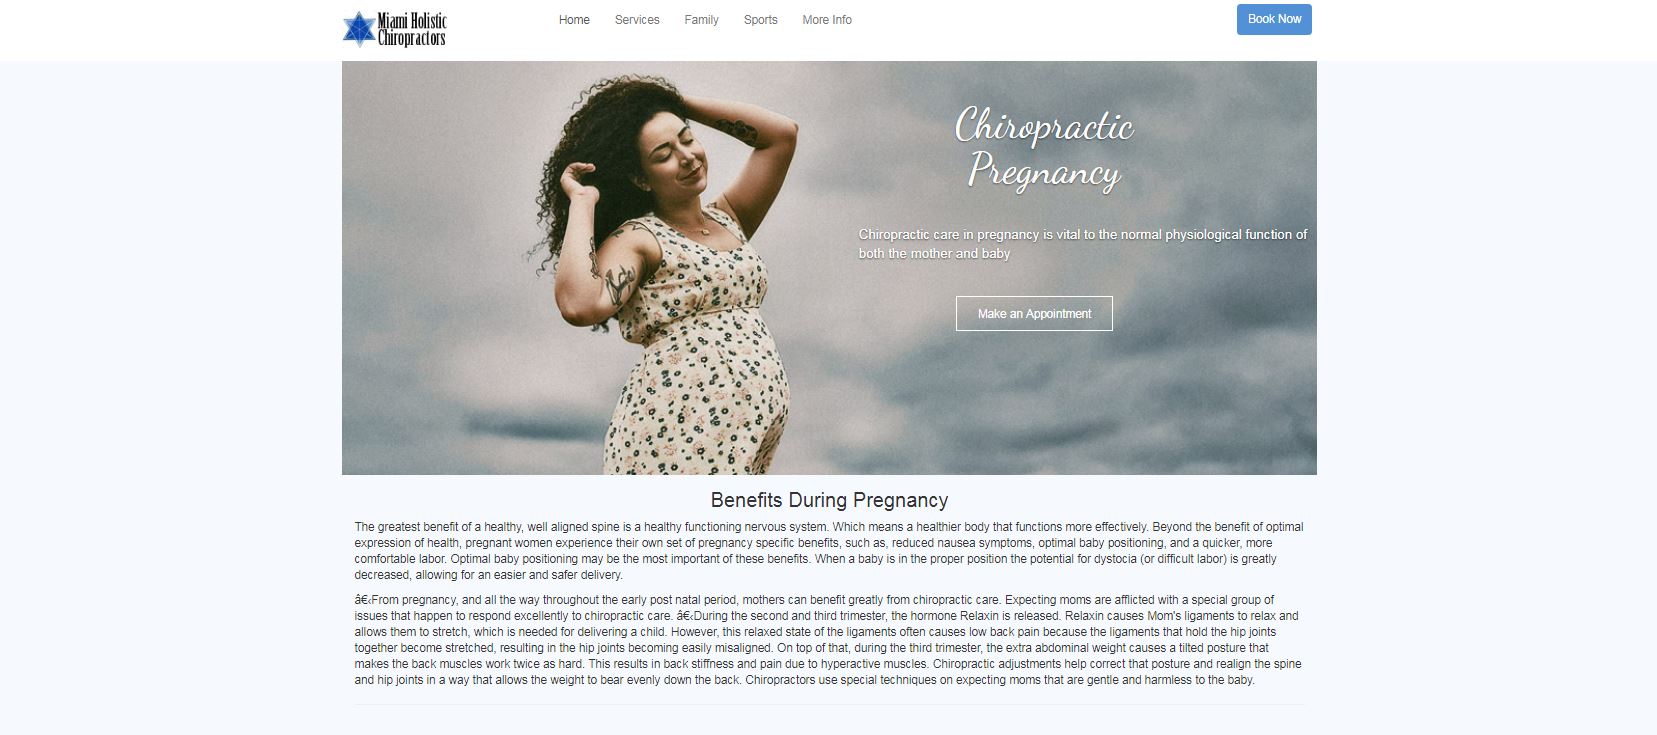 Miami Holistic
Chiropractors
Home Services Family Sports More Info
Book Now
Chiropractic
Pregnancy
Chiropractic care in pregnancy is vital to the normal physiological function of
both the mother and baby
Make an Appointment
Benefits During Pregnancy
The greatest benefit of a healthy, well aligned spine is a healthy functioning nervous system. Which means a healthier body that functions more effectively. Beyond the benefit of optimal
expression of health, pregnant women experience their own set of pregnancy specific benefits, such as, reduced nausea symptoms, optimal baby positioning, and a quicker, more
comfortable labor. Optimal baby positioning may be the most important of these benefits. When a baby is in the proper position the potential for dystocia (or difficult labor) is greatly
decreased, allowing for an easier and safer delivery.
â€‹From pregnancy, and all the way throughout the early post natal period, mothers can benefit greatly from chiropractic care. Expecting moms are afflicted with a special group of
issues that happen to respond excellently to chiropractic care. â€‹During the second and third trimester, the hormone Relaxin is released. Relaxin causes Mom's ligaments to relax and
allows them to stretch, which is needed for delivering a child. However, this relaxed state of the ligaments often causes low back pain because the ligaments that hold the hip joints
together become stretched, resulting in the hip joints becoming easily misaligned. On top of that, during the third trimester, the extra abdominal weight causes a tilted posture that
makes the back muscles work twice as hard. This results in back stiffness and pain due to hyperactive muscles. Chiropractic adjustments help correct that posture and realign the spine
and hip joints in a way that allows the weight to bear evenly down the back. Chiropractors use special techniques on expecting moms that are gentle and harmless to the baby.